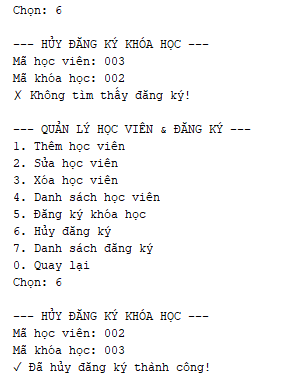 Chọn: 6
--- HỦY ĐĂNG KÝ KHÓA HỌC ---
Mã học viên: 003
Mã khóa học: 002
✗ Không tìm thấy đăng ký!
--- QUẢN LÝ HỌC VIÊN & ĐĂNG KÝ ---
1. Thêm học viên
2. Sửa học viên
3. Xóa học viên
4. Danh sách học viên
5. Đăng ký khóa học
6. Hủy đăng ký
7. Danh sách đăng ký
0. Quay lại
Chọn: 6
--- HỦY ĐĂNG KÝ KHÓA HỌC ---
Mã học viên: 002
Mã khóa học: 003
✓ Đã hủy đăng ký thành công!